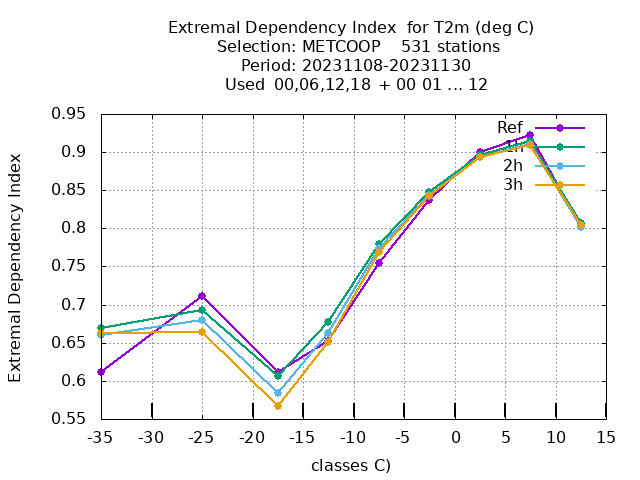 Extremal Dependency Index for T2m (deg C)
Selection: METCOOP 531 stations
Period: 20231108-20231130
Used 00,06,12,18 + 00 01 ... 12
Extremal Dependency Index
0.95
0.9
0.85
0.8
0.75
0.7
0.65
0.6
0.55
Ref
1h
2h
3h
-35 -30 -25 -20 -15 -10 -5 0 5 10 15
classes C)